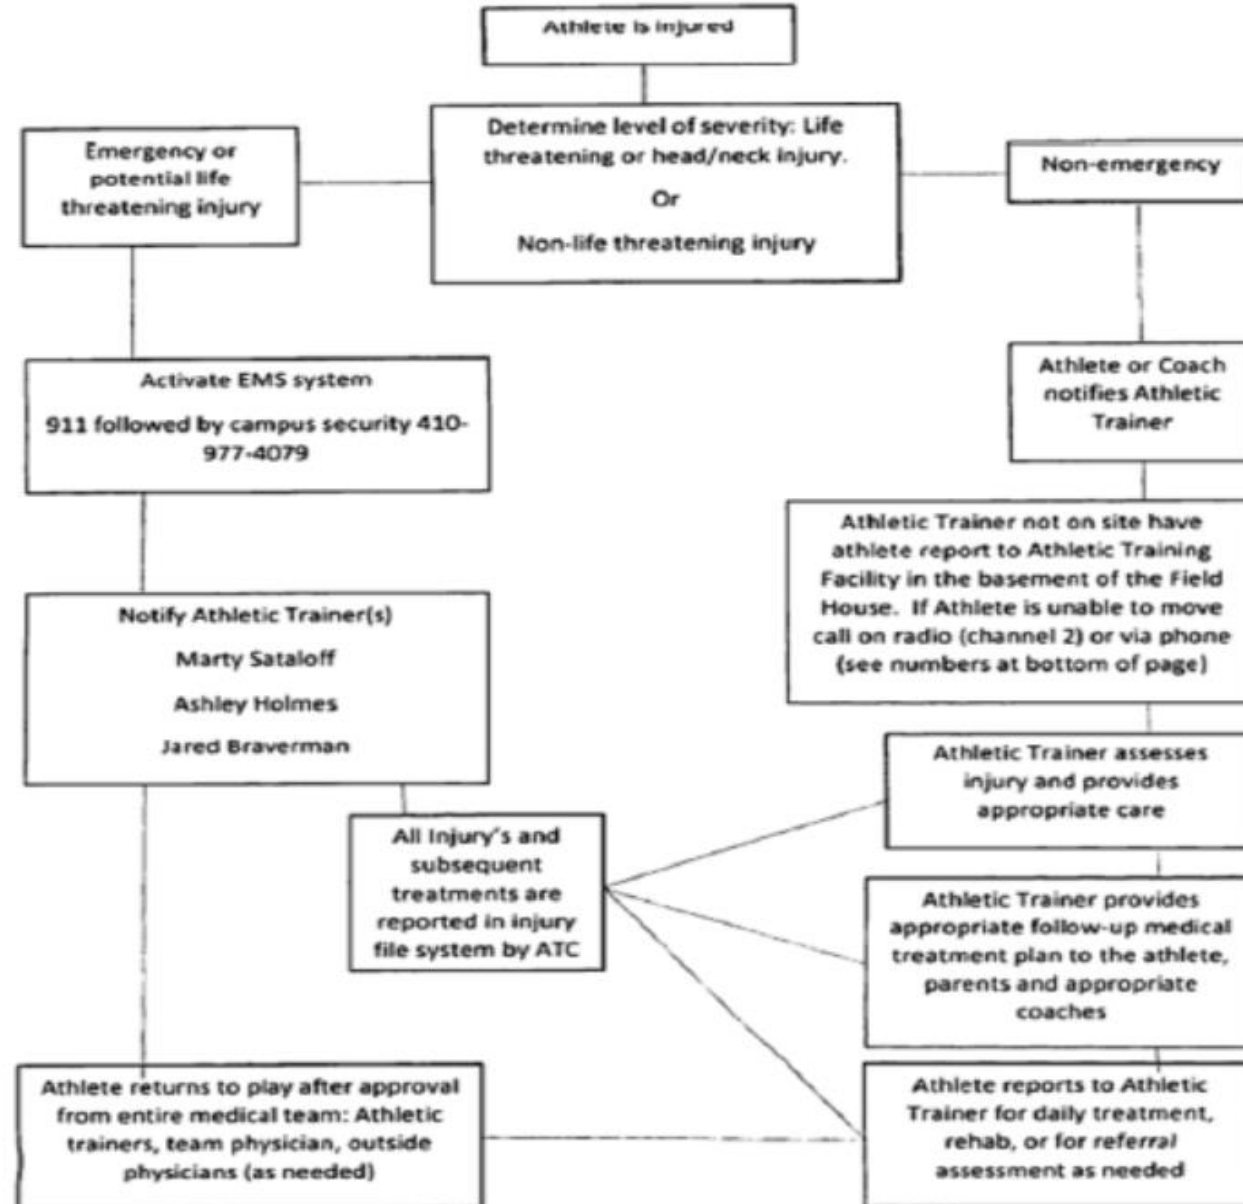 Athlete is injured
Determine level of severity: Life
threatening or head/neck injury.
Or
Non-life threatening injury
Emergency or
potential life
threatening injury
Non-emergency
Activate EMS system
911 followed by campus security 410-
977-4079
Athlete or Coach
notifies Athletic
Trainer
Athletic Trainer not on site have
athlete report to Athletic Training
Facility in the basement of the Field
House. If Athlete is unable to move
call on radio (channel 2) or via phone
(see numbers at bottom of page)
Notify Athletic Trainer(s)
Marty Sataloff
Ashley Holmes
Jared Braverman
Athletic Trainer assesses
injury and provides
appropriate care
All Injury's and
subsequent
treatments are
reported in injury
file system by ATC
Athletic Trainer provides
appropriate follow-up medical
treatment plan to the athlete,
parents and appropriate
coaches
Athlete returns to play after approval
from entire medical team: Athletic
trainers, team physician, outside
physicians (as needed)
Athlete reports to Athletic
Trainer for daily treatment,
rehab, or for referral
assessment as needed